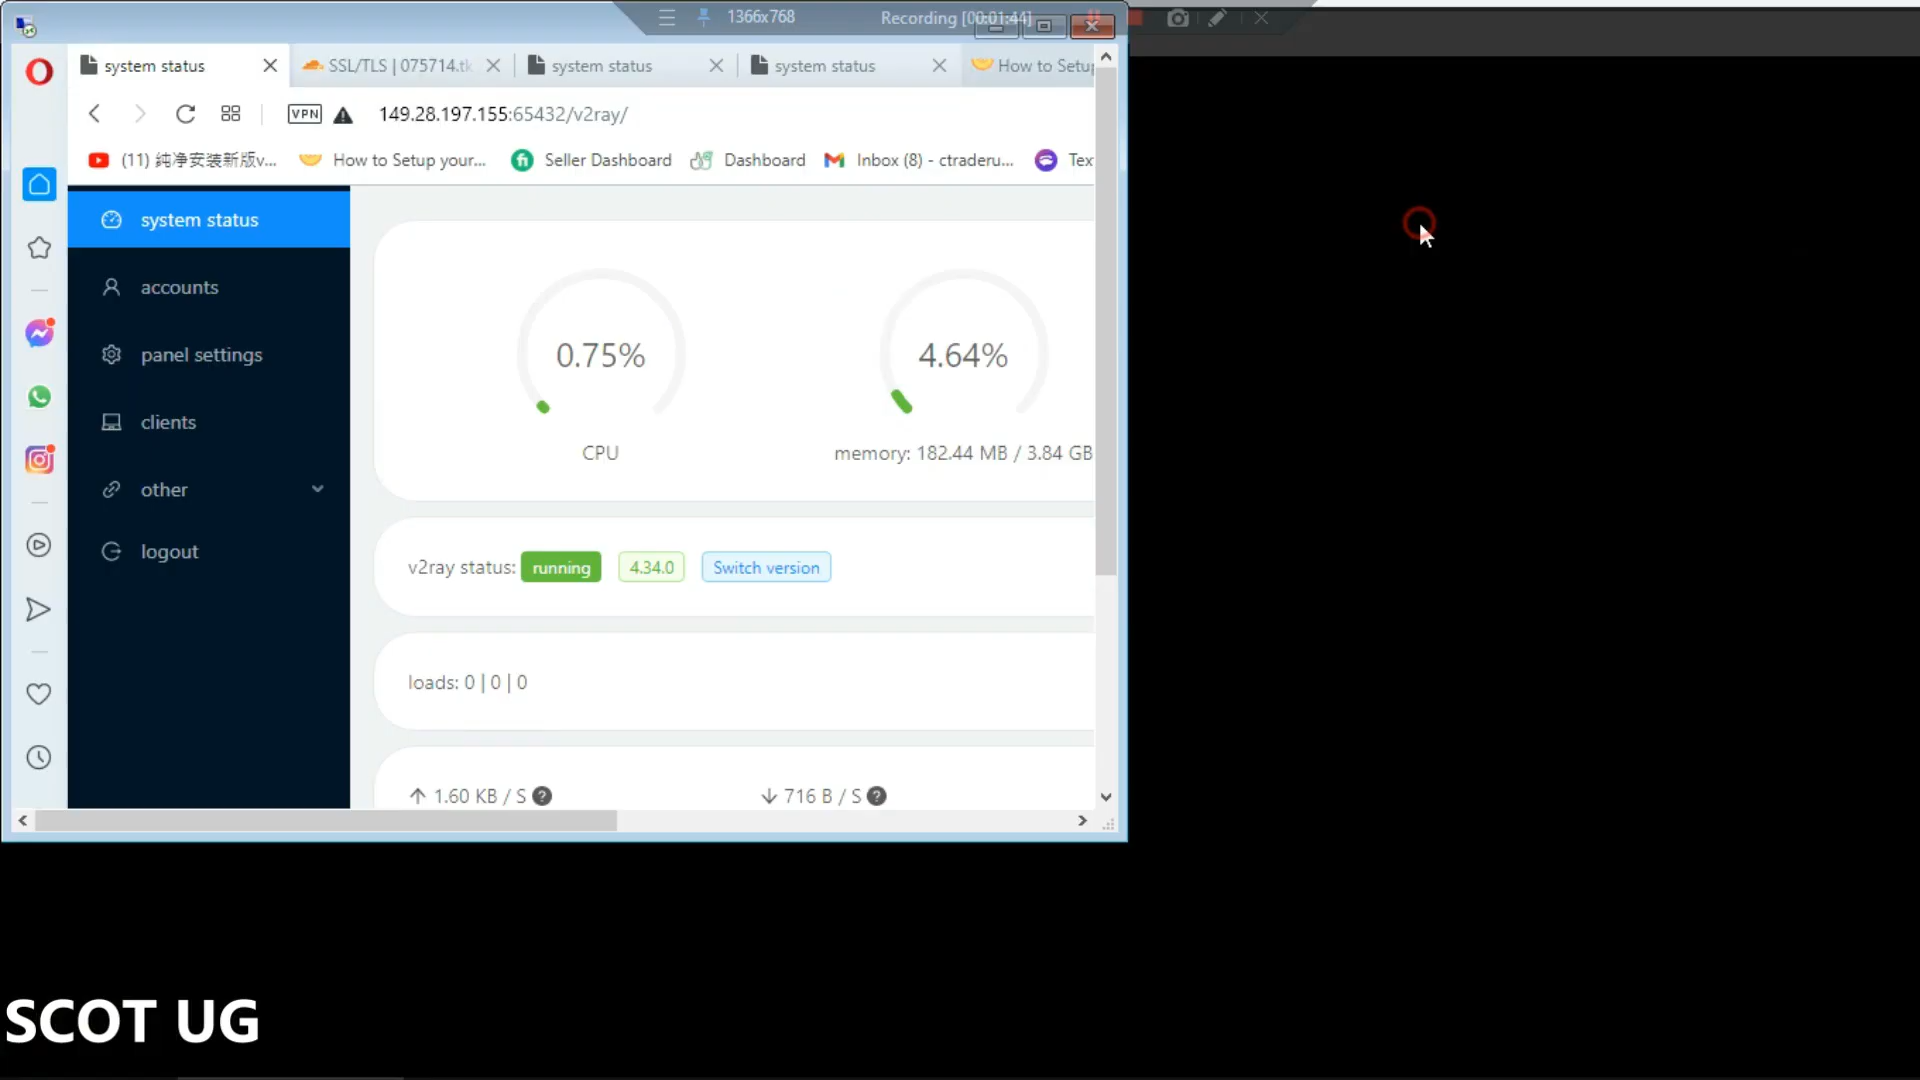 1366x768
Recording [00:01:44]
system status
SSL/TLS | 075714.tk
system status
system status
How to Setup
VPN
149.28.197.155:65432/v2ray/
(11) 纯净安装新版v...
How to Setup your...
Seller Dashboard
Dashboard
Inbox (8) - ctraderu...
Tex
system status
accounts
panel settings
clients
other
logout
0.75%
CPU
4.64%
memory: 182.44 MB / 3.84 GB
v2ray status: running 4.34.0 Switch version
loads: 0 | 0 | 0
1.60 KB / S
716 B / S
SCOT UG